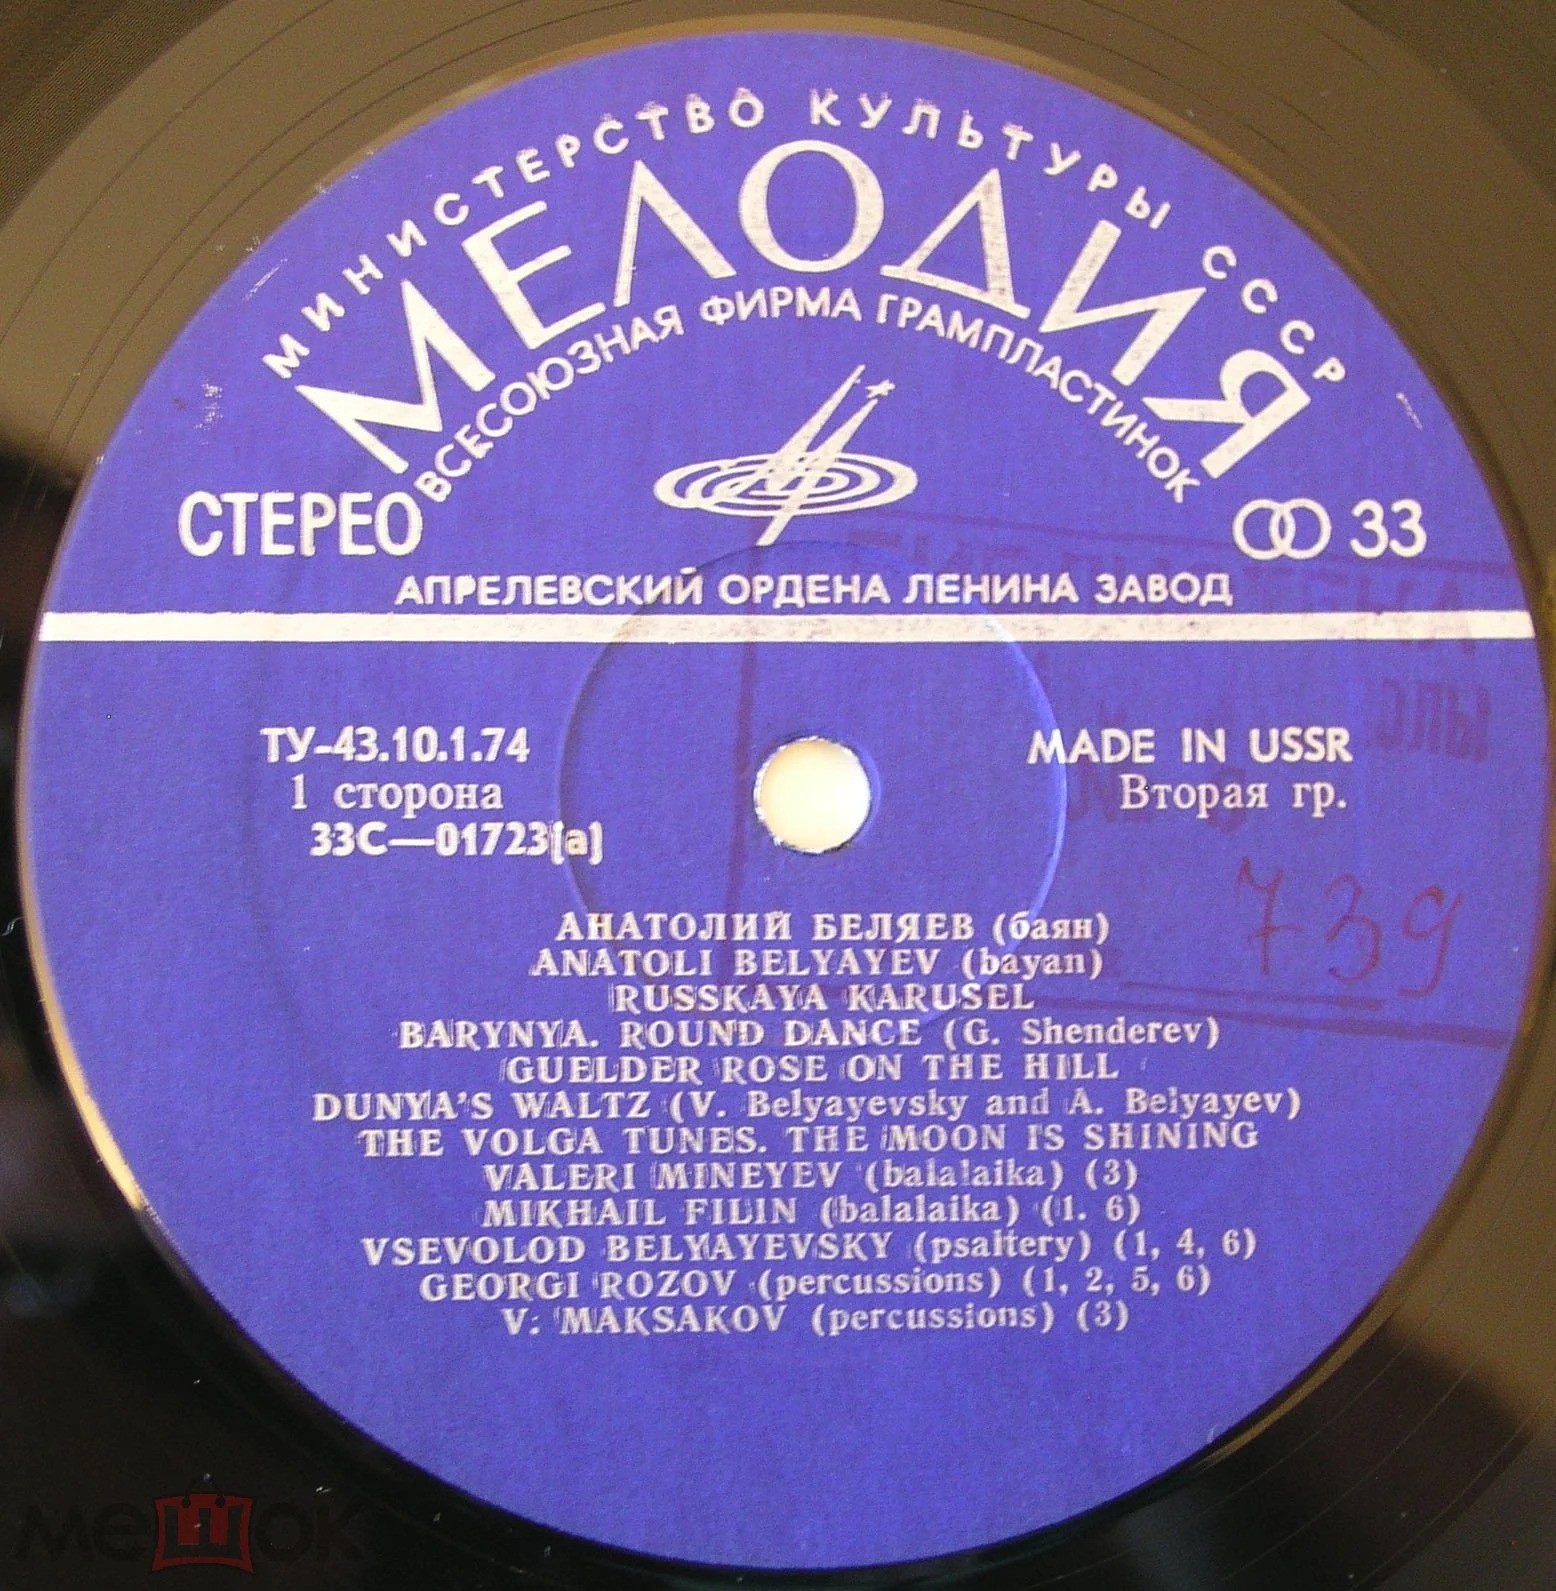 МИНИСТЕРСТВО КУЛЬТУРЫ СССР
МЕЛОДИЯ
ВСЕСОЮЗНАЯ ФИРМА ГРАМПЛАСТИНОК
СТЕРЕО
33
АПРЕЛЕВСКИЙ ОРДЕНА ЛЕНИНА ЗАВОД
ТУ-43.10.1.74
MADE IN USSR
1 сторона
Вторая гр.
33С—01723(а)
739
АНАТОЛИЙ БЕЛЯЕВ (баян)
ANATOLI BELYAYEV (bayan)
RUSSKAYA KARUSEL
BARYNYA. ROUND DANCE (G. Shenderev)
GUELDER ROSE ON THE HILL
DUNYA'S WALTZ (V. Belyayevsky and A. Belyayev)
THE VOLGA TUNES. THE MOON IS SHINING
VALERI MINEYEV (balalaika) (3)
MIKHAIL FILIN (balalaika) (1. 6)
VSEVOLOD BELYAYEVSKY (psaltery) (1, 4, 6)
GEORGI ROZOV (percussions) (1, 2, 5, 6)
V. MAKSAKOV (percussions) (3)
мешок